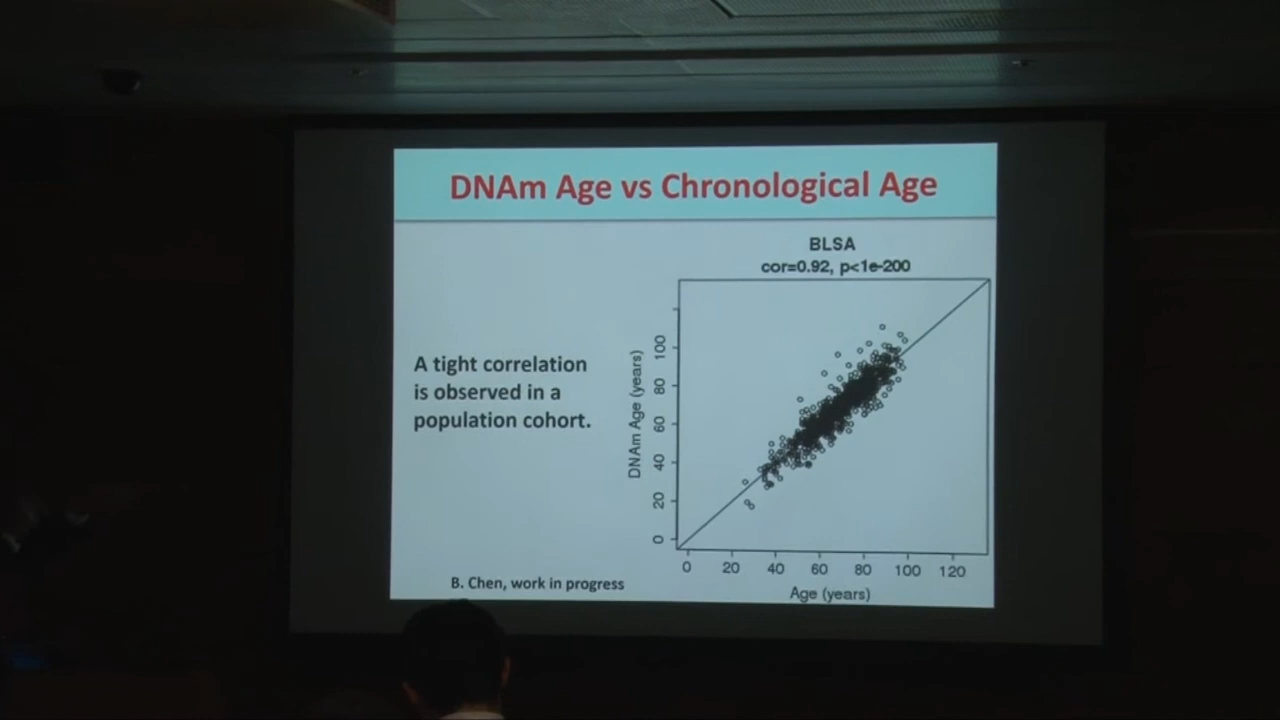 DNAm Age vs Chronological Age
BLSA
cor=0.92, p<1e-200
A tight correlation
is observed in a
population cohort.
DNAm Age (years)
100
80
60
40
20
0
0 20 40 60 80 100 120
Age (years)
B. Chen, work in progress